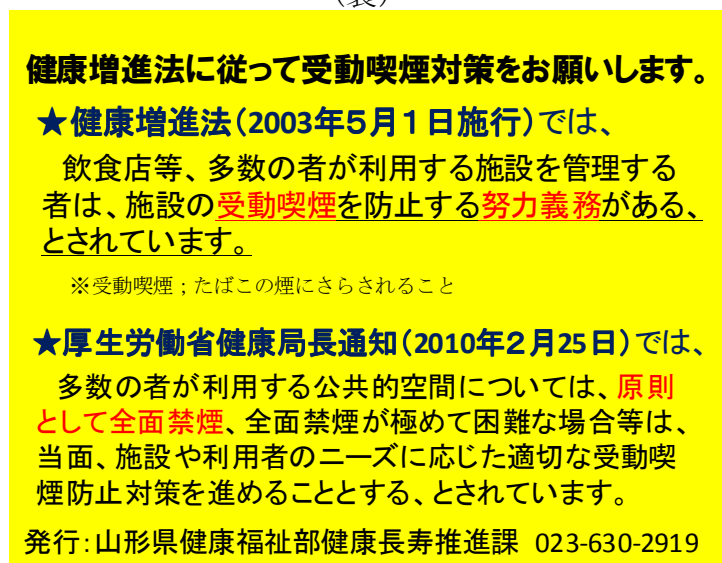 （裏）
健康増進法に従って受動喫煙対策をお願いします。
★健康増進法（2003年５月１日施行）では、
飲食店等、多数の者が利用する施設を管理する
者は、施設の受動喫煙を防止する努力義務がある、
とされています。
※受動喫煙；たばこの煙にさらされること
★厚生労働省健康局長通知（2010年２月25日）では、
多数の者が利用する公共的空間については、原則
として全面禁煙、全面禁煙が極めて困難な場合等は、
当面、施設や利用者のニーズに応じた適切な受動喫
煙防止対策を進めることとする、とされています。
発行：山形県健康福祉部健康長寿推進課 023-630-2919